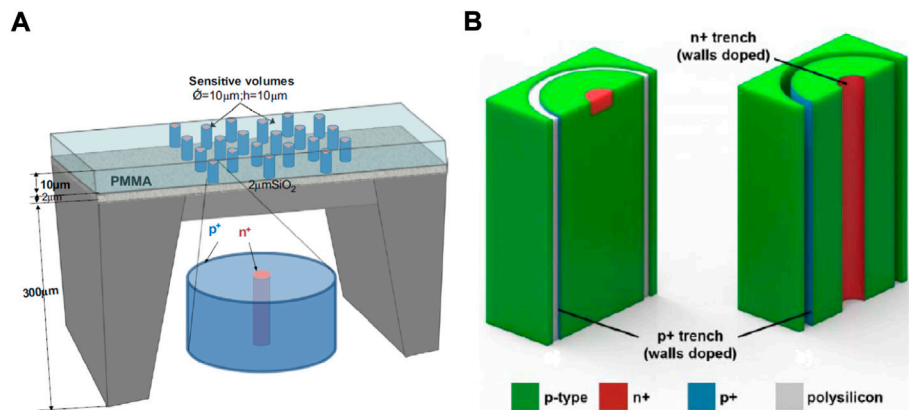 A
Sensitive volumes
Ø=10μm;h=10μm
10μm
PMMA
2μmSiO₂
2μm
p⁺
n⁺
300μm
B
n+ trench
(walls doped)
p+ trench
(walls doped)
p-type
n+
p+
polysilicon